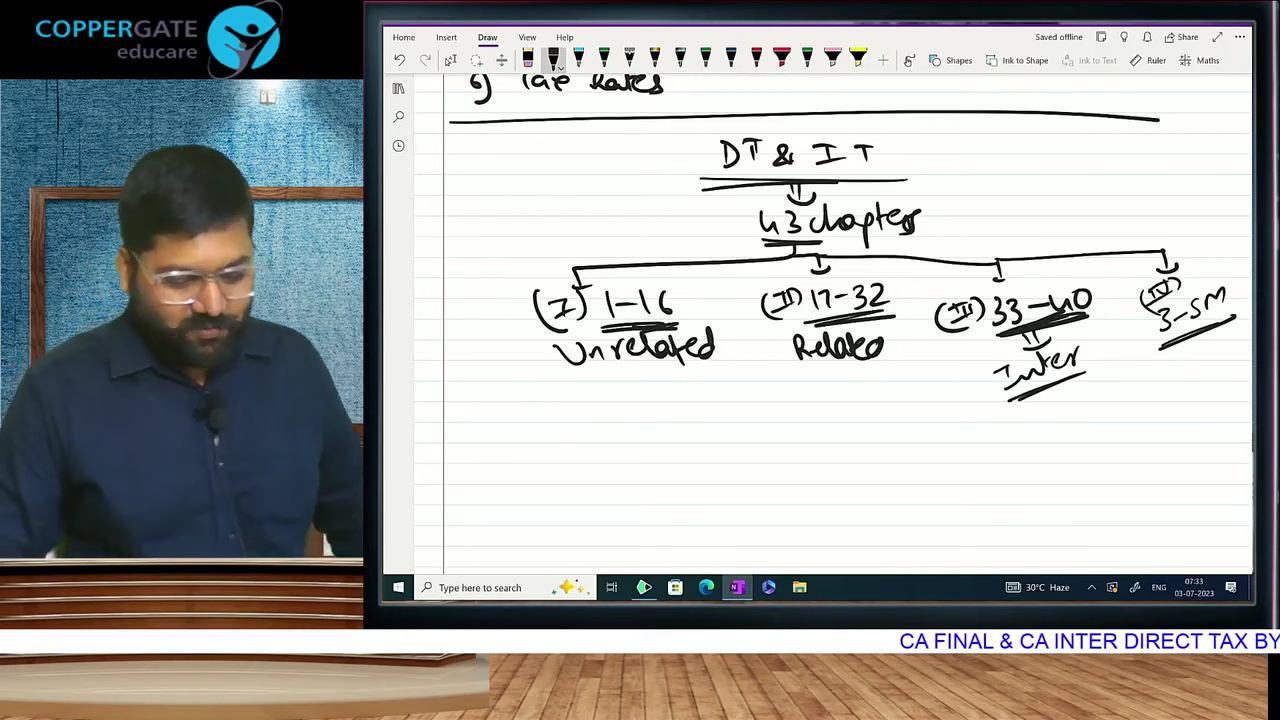 COPPERGATE
educare
Home Insert Draw View Help
Saved offline
Share
Shapes
Ink to Shape
Ink to Text
Ruler
Maths
6) Tax Rates
DT & IT
43 chapters
(I) 1-16
Unrelated
(II) 17-32
Related
(III) 33-40
Inter
(IV)
3-SM
Type here to search
30°C Haze
ENG
07:33
03-07-2023
CA FINAL & CA INTER DIRECT TAX BY